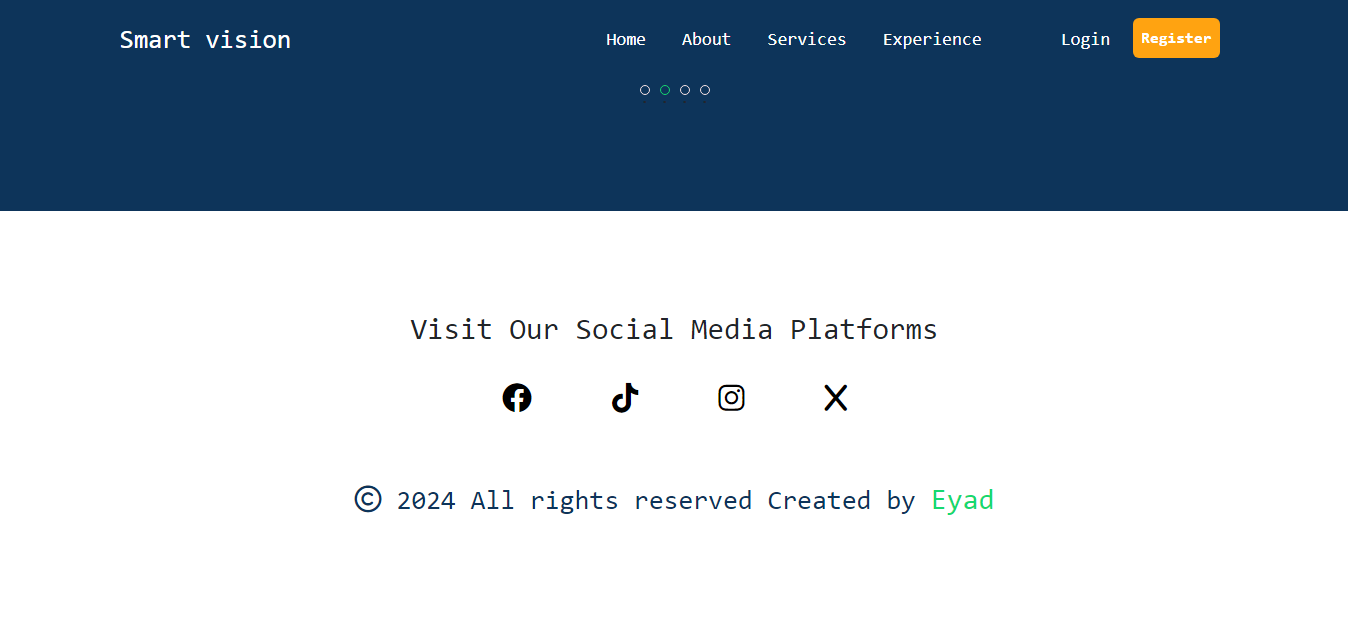 Smart vision Home About Services Experience Login Register
Visit Our Social Media Platforms
© 2024 All rights reserved Created by Eyad